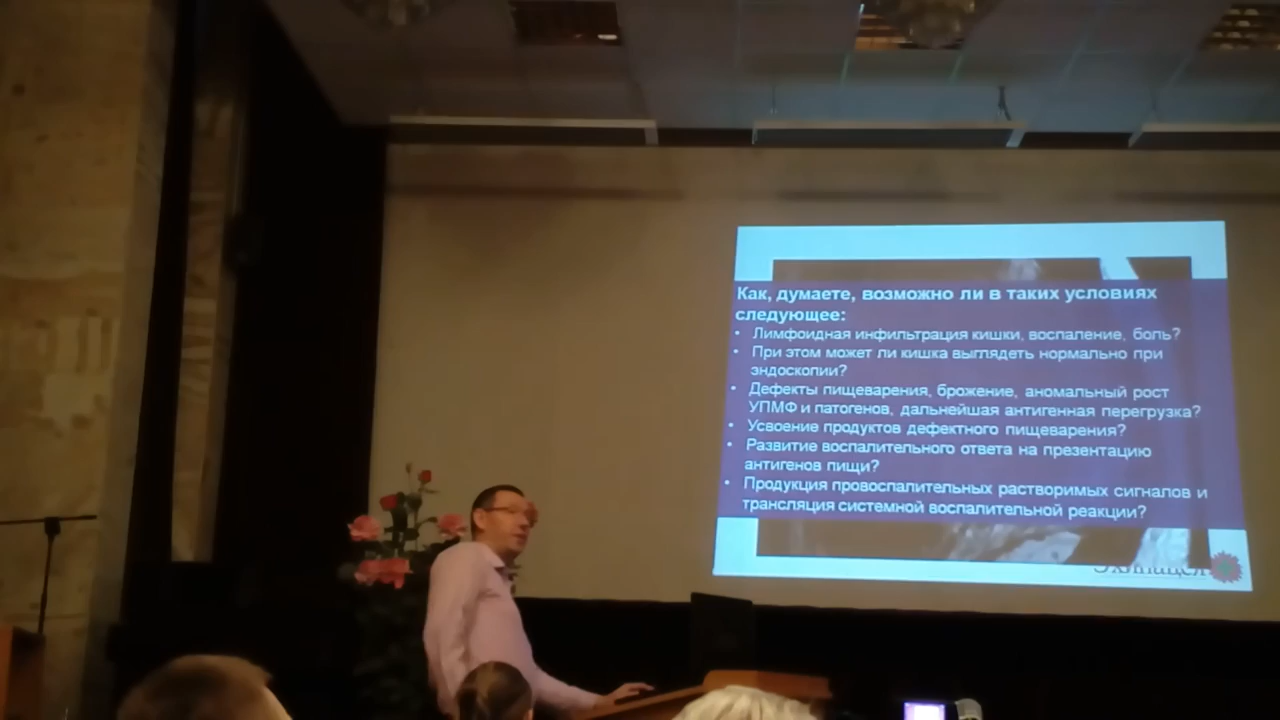 Как, думаете, возможно ли в таких условиях
следующее:
• Лимфоидная инфильтрация кишки, воспаление, боль?
• При этом может ли кишка выглядеть нормально при
эндоскопии?
• Дефекты пищеварения, брожение, аномальный рост
УПМФ и патогенов, дальнейшая антигенная перегрузка?
• Усвоение продуктов дефектного пищеварения?
• Развитие воспалительного ответа на презентацию
антигенов пищи?
• Продукция провоспалительных растворимых сигналов и
трансляция системной воспалительной реакции?